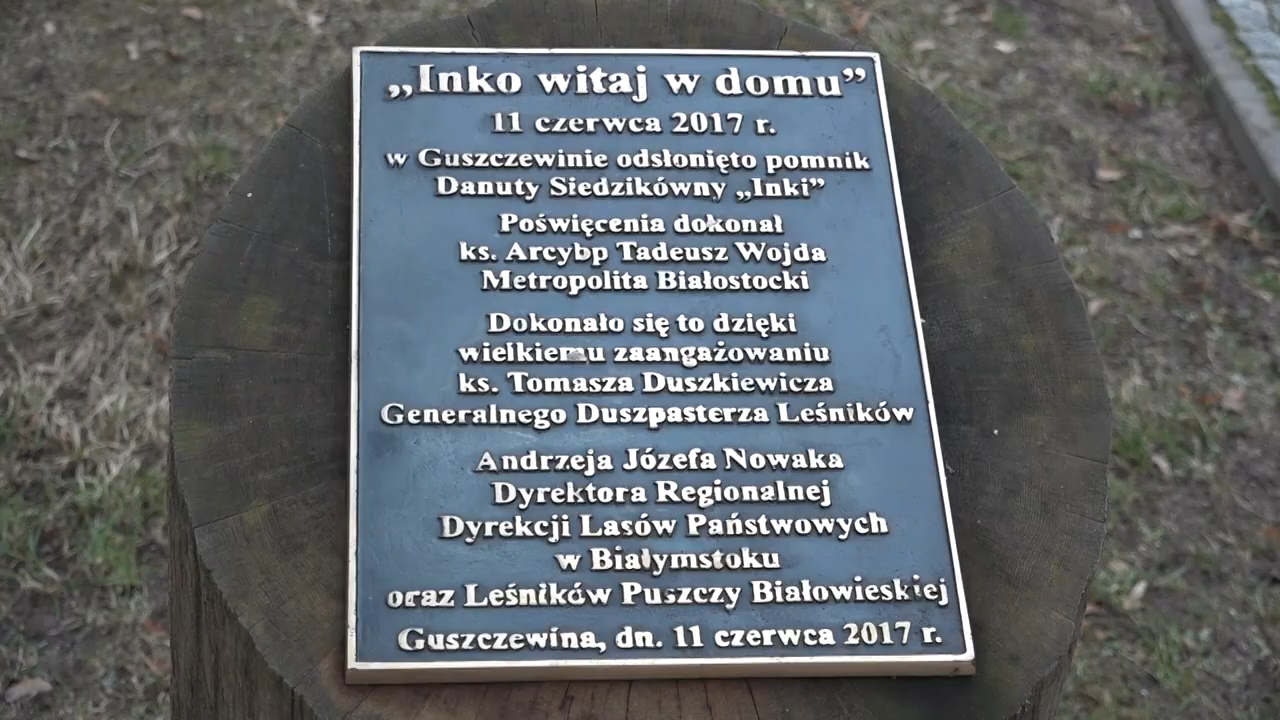 „Inko witaj w domu”
11 czerwca 2017 r.
w Guszczewinie odsłonięto pomnik
Danuty Siedzikówny „Inki”
Poświęcenia dokonał
ks. Arcybp Tadeusz Wojda
Metropolita Białostocki
Dokonało się to dzięki
wielkiemu zaangażowaniu
ks. Tomasza Duszkiewicza
Generalnego Duszpasterza Leśników
Andrzeja Józefa Nowaka
Dyrektora Regionalnej
Dyrekcji Lasów Państwowych
w Białymstoku
oraz Leśników Puszczy Białowieskiej
Guszczewina, dn. 11 czerwca 2017 r.